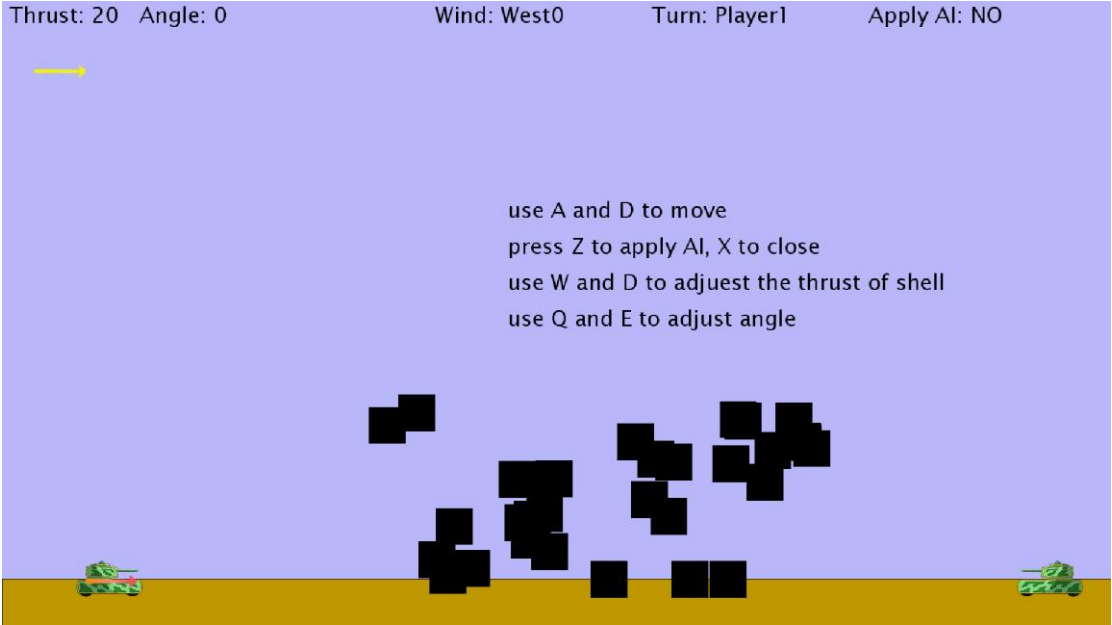 Thrust: 20 Angle: 0 Wind: West0 Turn: Player1 Apply AI: NO
use A and D to move
press Z to apply AI, X to close
use W and D to adjuest the thrust of shell
use Q and E to adjust angle